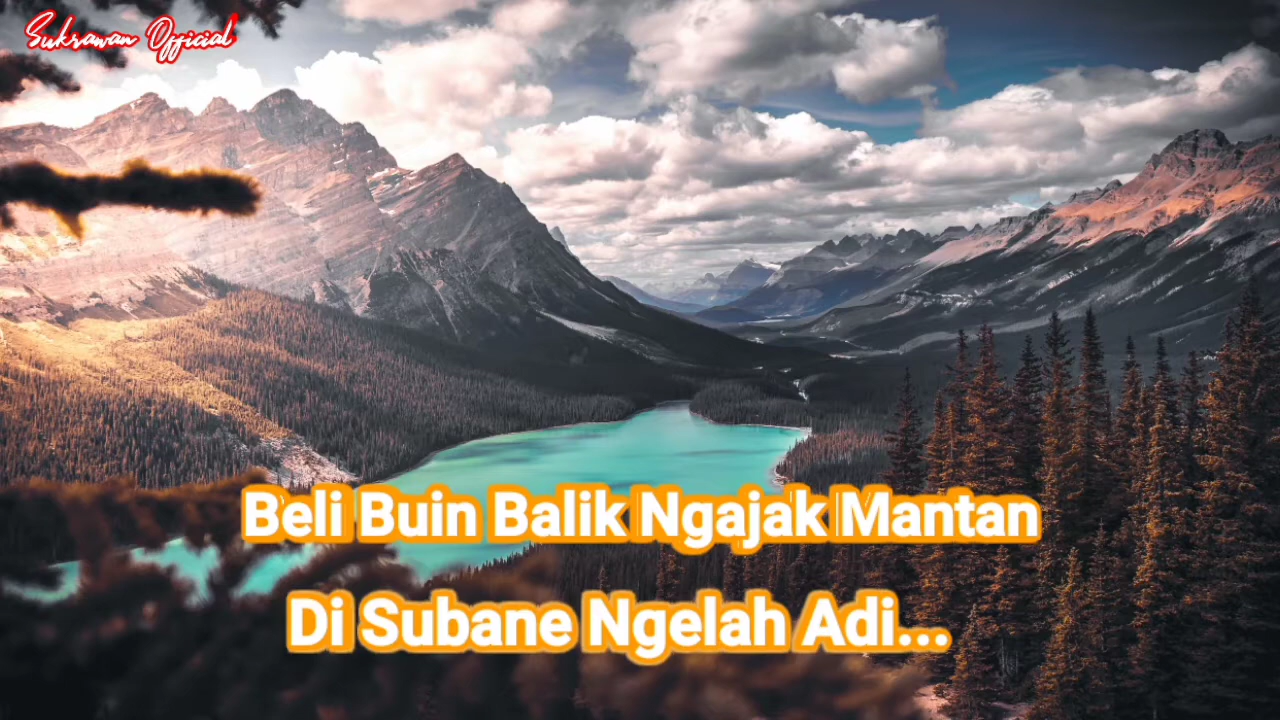 Sukrawan Official
Beli Buin Balik Ngajak Mantan
Di Subane Ngelah Adi...